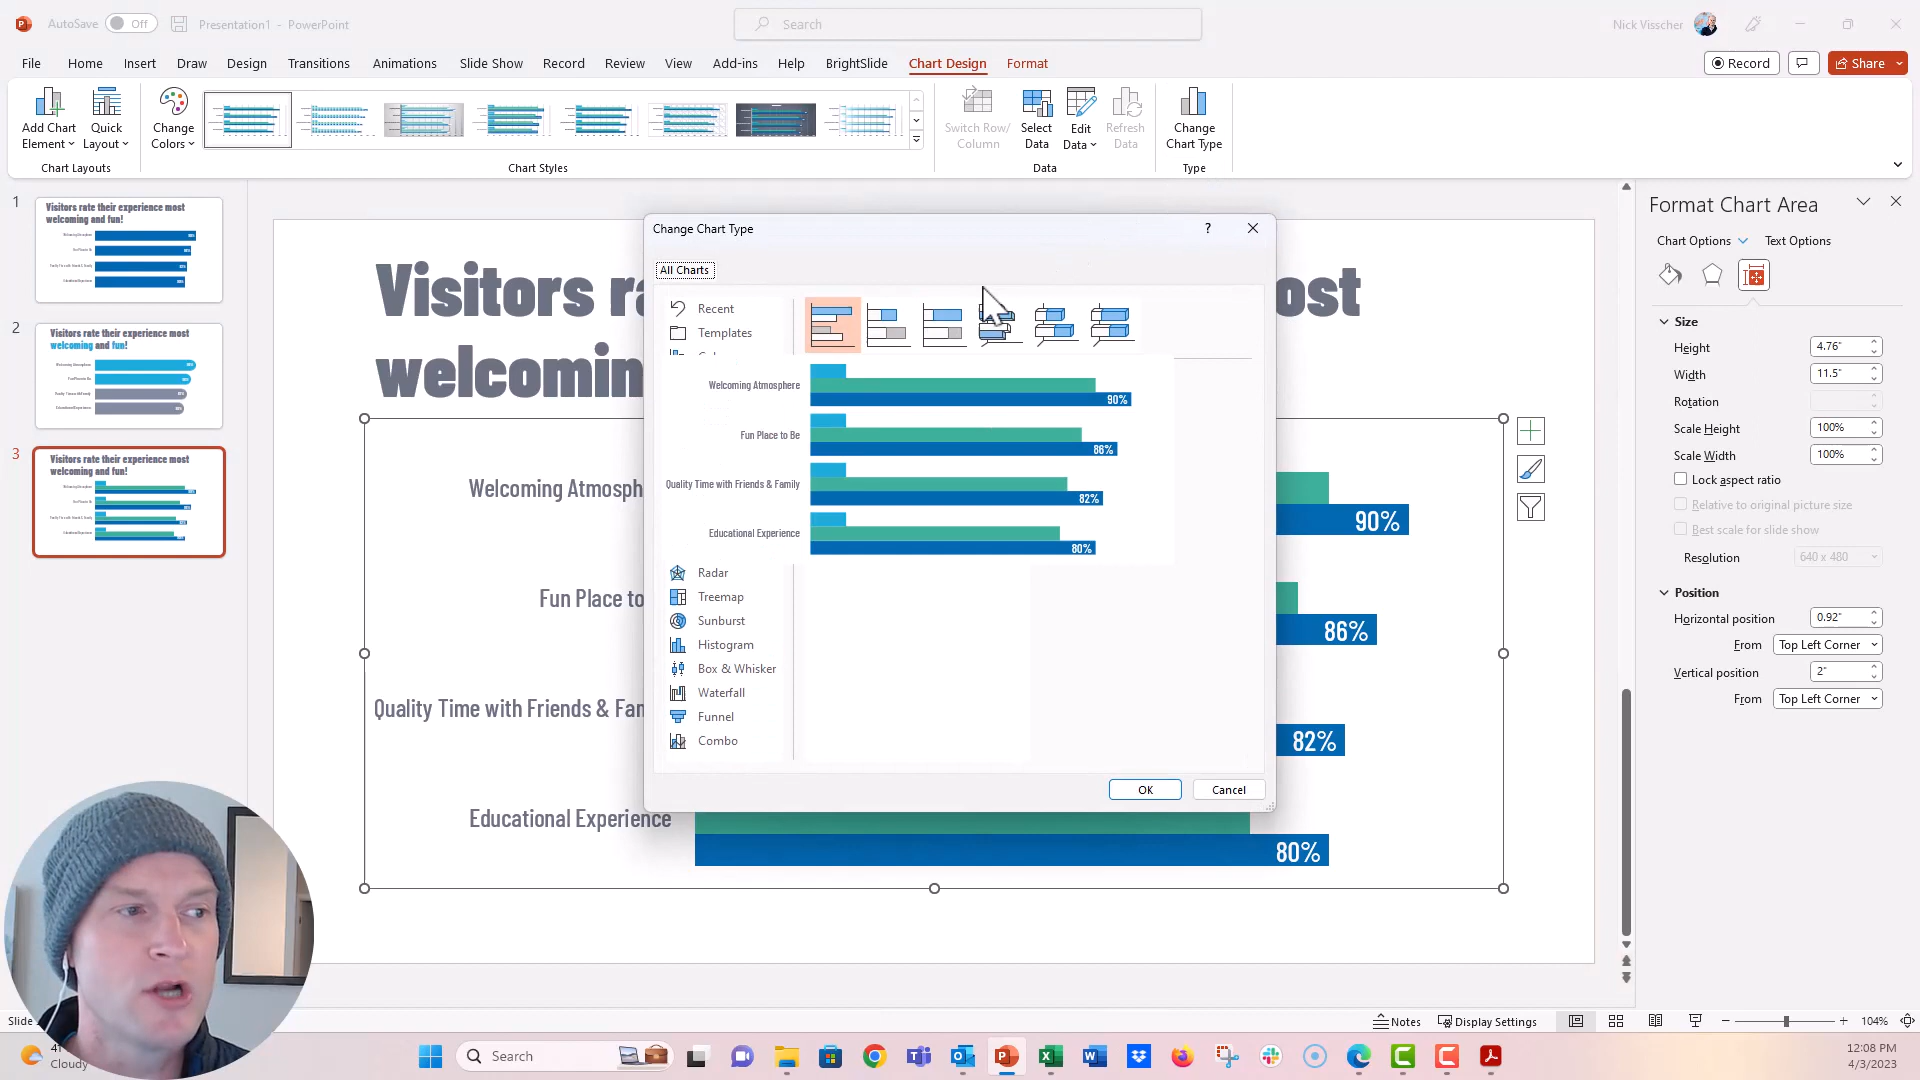 AutoSave Off Presentation1 - PowerPoint Search Nick Visscher
File Home Insert Draw Design Transitions Animations Slide Show Record Review View Add-ins Help BrightSlide Chart Design Format Record Share
Add Chart Element Quick Layout Change Colors Switch Row/ Column Select Data Edit Data Refresh Data Change Chart Type
Chart Layouts Chart Styles Data Type
1
Visitors rate their experience most
welcoming and fun!
2
Visitors rate their experience most
welcoming and fun!
3
Visitors rate their experience most
welcoming and fun!
Visitors ra ost
welcomin
Welcoming Atmosph 90%
Fun Place to 86%
Quality Time with Friends & Fam 82%
Educational Experience 80%
Change Chart Type ?
All Charts
Recent
Templates
Radar
Treemap
Sunburst
Histogram
Box & Whisker
Waterfall
Funnel
Combo
Welcoming Atmosphere 90%
Fun Place to Be 86%
Quality Time with Friends & Family 82%
Educational Experience 80%
OK Cancel
Format Chart Area
Chart Options Text Options
Size
Height 4.76"
Width 11.5"
Rotation
Scale Height 100%
Scale Width 100%
Lock aspect ratio
Relative to original picture size
Best scale for slide show
Resolution 640 x 480
Position
Horizontal position 0.92"
From Top Left Corner
Vertical position 2"
From Top Left Corner
Slide Notes Display Settings 104%
Cloudy Search 12:08 PM
4/3/2023